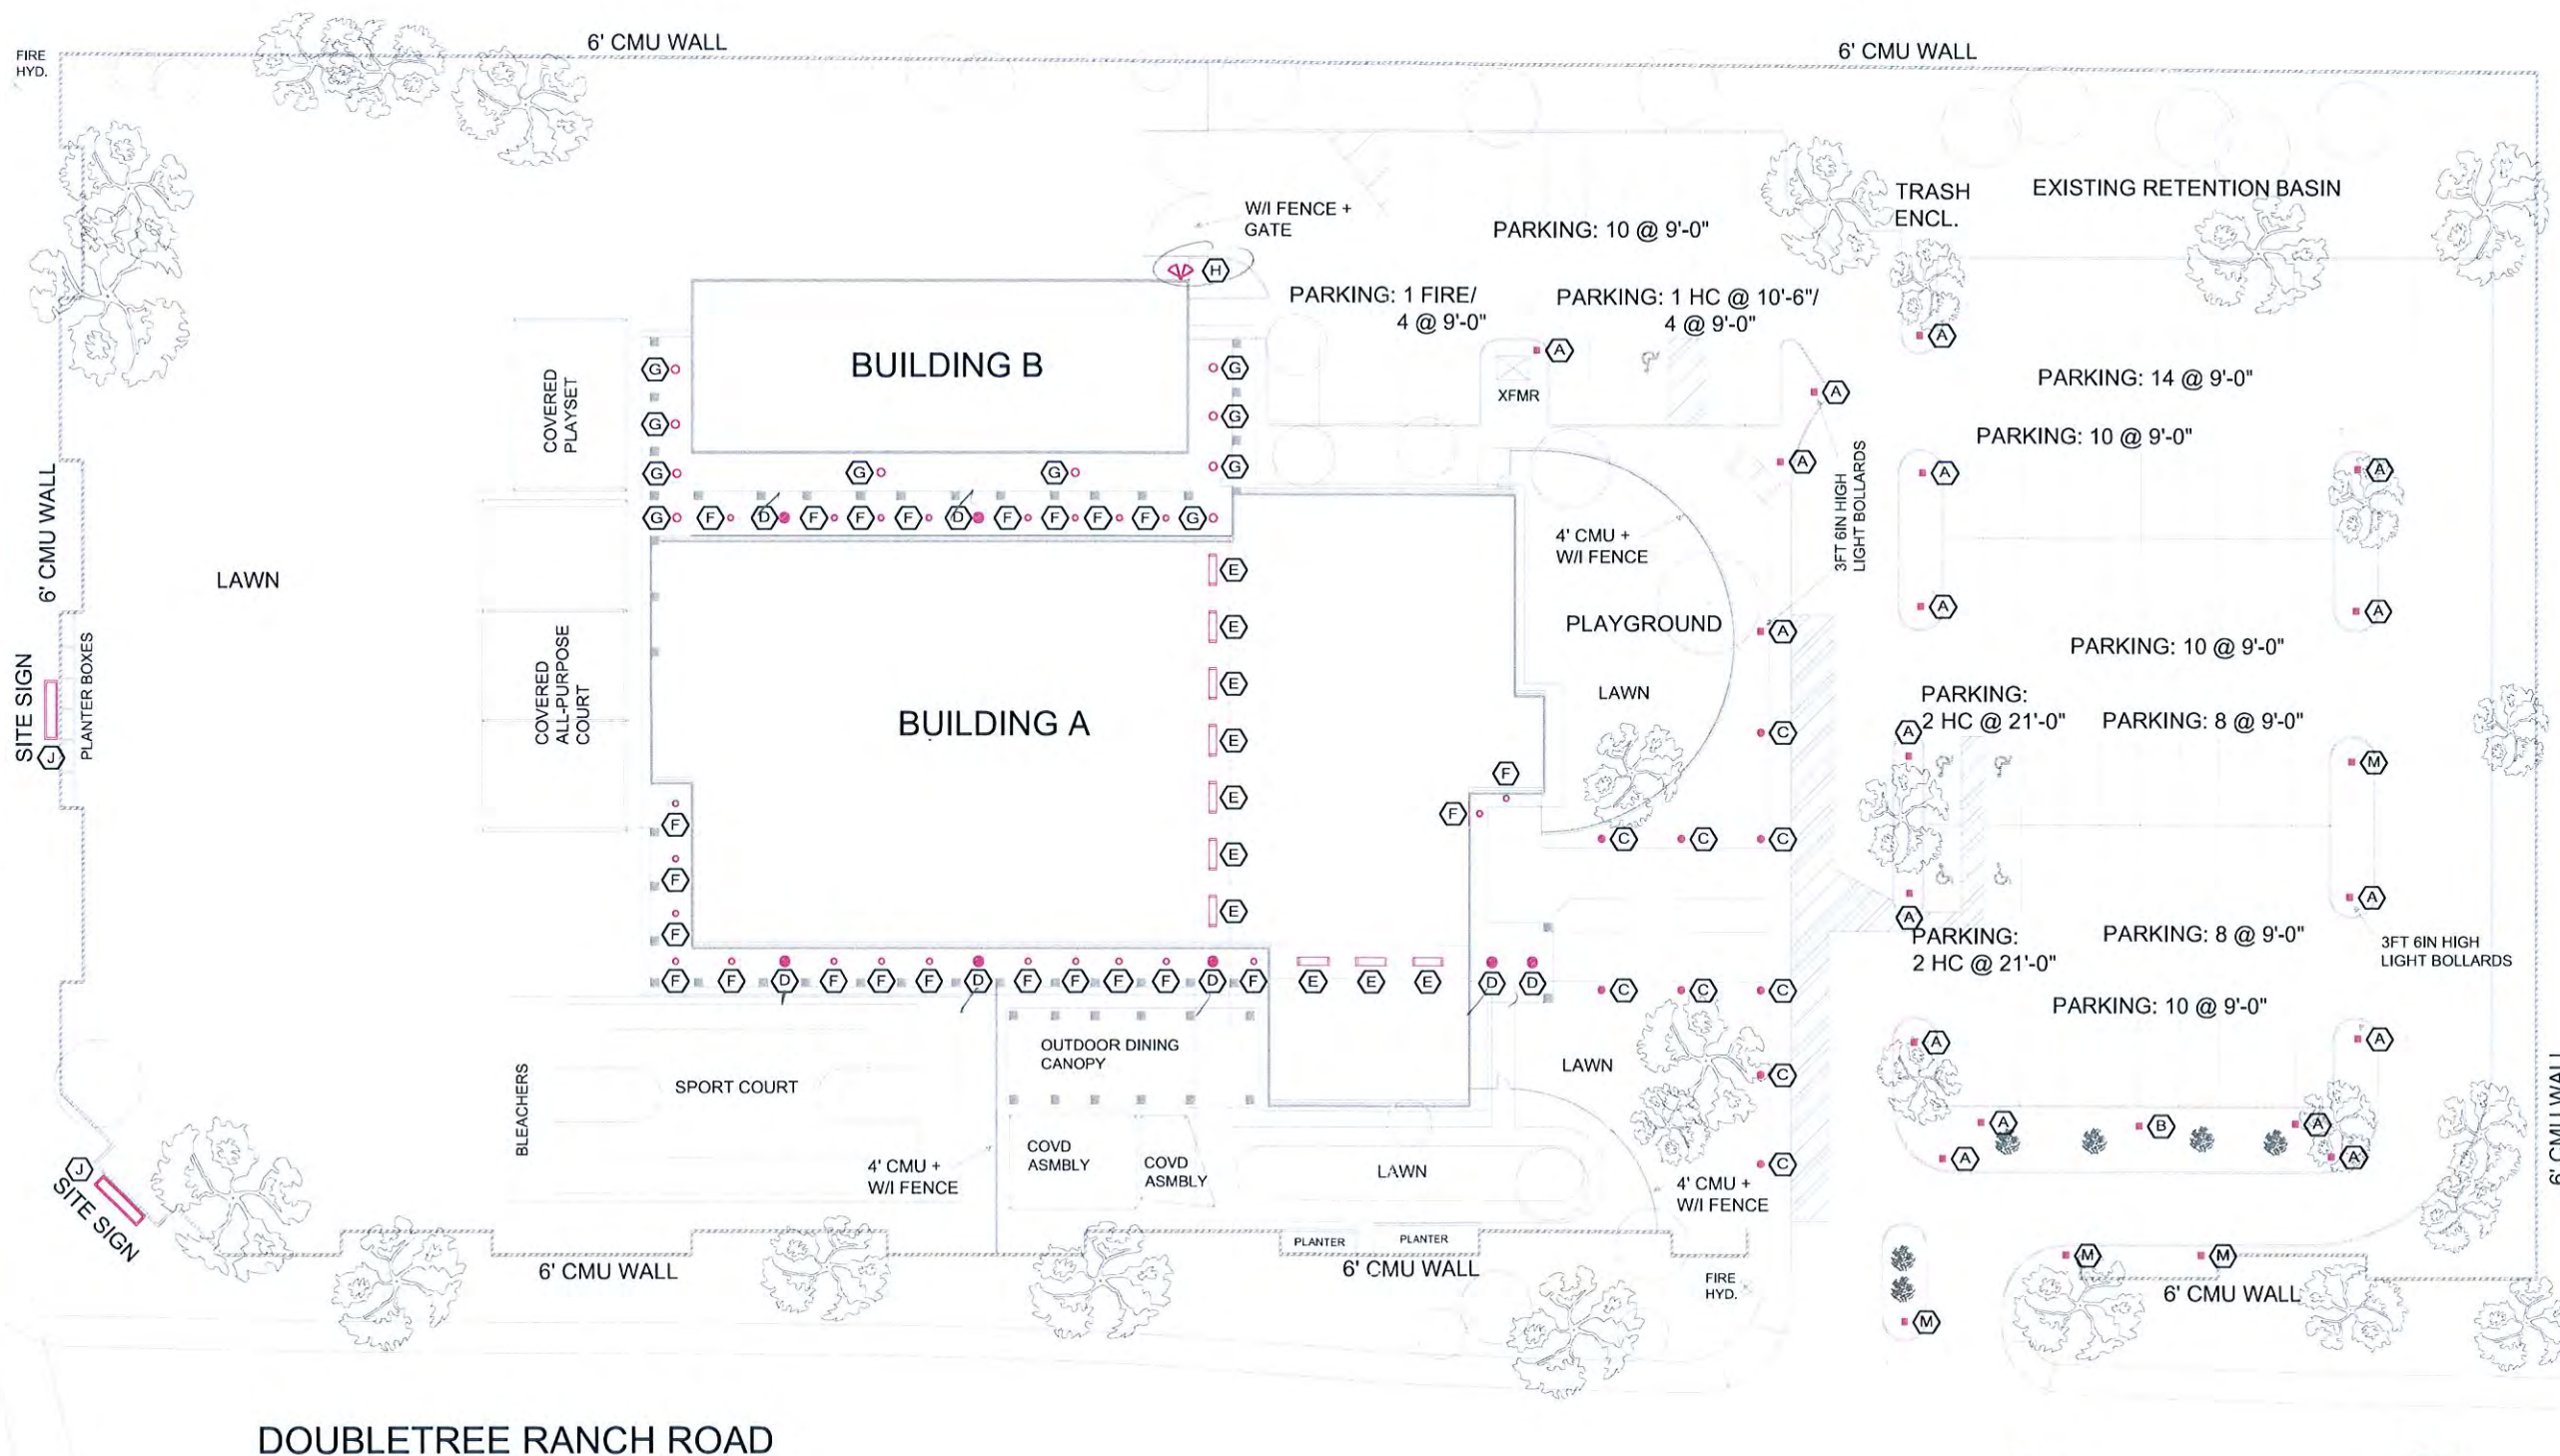 FIRE
HYD.
6' CMU WALL
6' CMU WALL
TRASH
ENCL.
EXISTING RETENTION BASIN
W/I FENCE +
GATE
PARKING: 10 @ 9'-0"
H
PARKING: 1 FIRE/
4 @ 9'-0"
PARKING: 1 HC @ 10'-6"/
4 @ 9'-0"
A
A
XFMR
A
A
3FT 6IN HIGH
LIGHT BOLLARDS
PARKING: 14 @ 9'-0"
PARKING: 10 @ 9'-0"
A
A
A
A
BUILDING B
COVERED
PLAYSET
G
G
G
G
G
G
G
G
G
F
D
F
F
F
D
F
F
F
F
G
4' CMU +
W/I FENCE
PLAYGROUND
A
LAWN
6' CMU WALL
LAWN
SITE SIGN
J
PLANTER BOXES
COVERED
ALL-PURPOSE
COURT
BUILDING A
E
E
E
E
E
E
E
F
F
C
C
C
C
PARKING: 10 @ 9'-0"
PARKING:
2 HC @ 21'-0"
PARKING: 8 @ 9'-0"
A
M
A
A
PARKING:
2 HC @ 21'-0"
PARKING: 8 @ 9'-0"
3FT 6IN HIGH
LIGHT BOLLARDS
PARKING: 10 @ 9'-0"
F
F
F
F
F
D
F
F
F
D
F
F
F
F
D
F
E
E
E
D
D
C
C
C
A
A
OUTDOOR DINING
CANOPY
LAWN
C
BLEACHERS
SPORT COURT
A
B
A
A
A
COVD
ASMBLY
COVD
ASMBLY
4' CMU +
W/I FENCE
LAWN
C
4' CMU +
W/I FENCE
6' CMU WALL
J
SITE SIGN
PLANTER
PLANTER
6' CMU WALL
6' CMU WALL
FIRE
HYD.
M
M
6' CMU WALL
M
DOUBLETREE RANCH ROAD